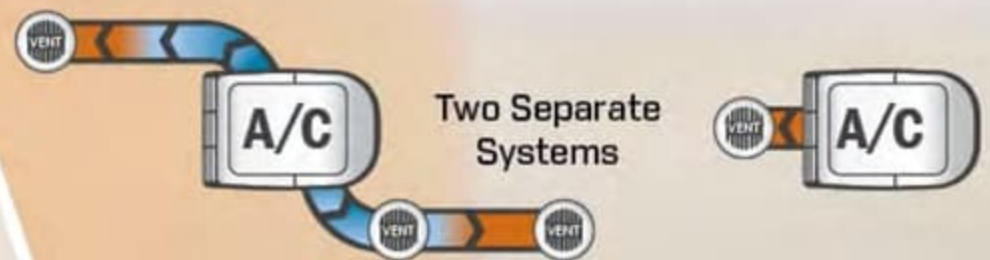 VENT
A/C
Two Separate
Systems
VENT
A/C
VENT
VENT